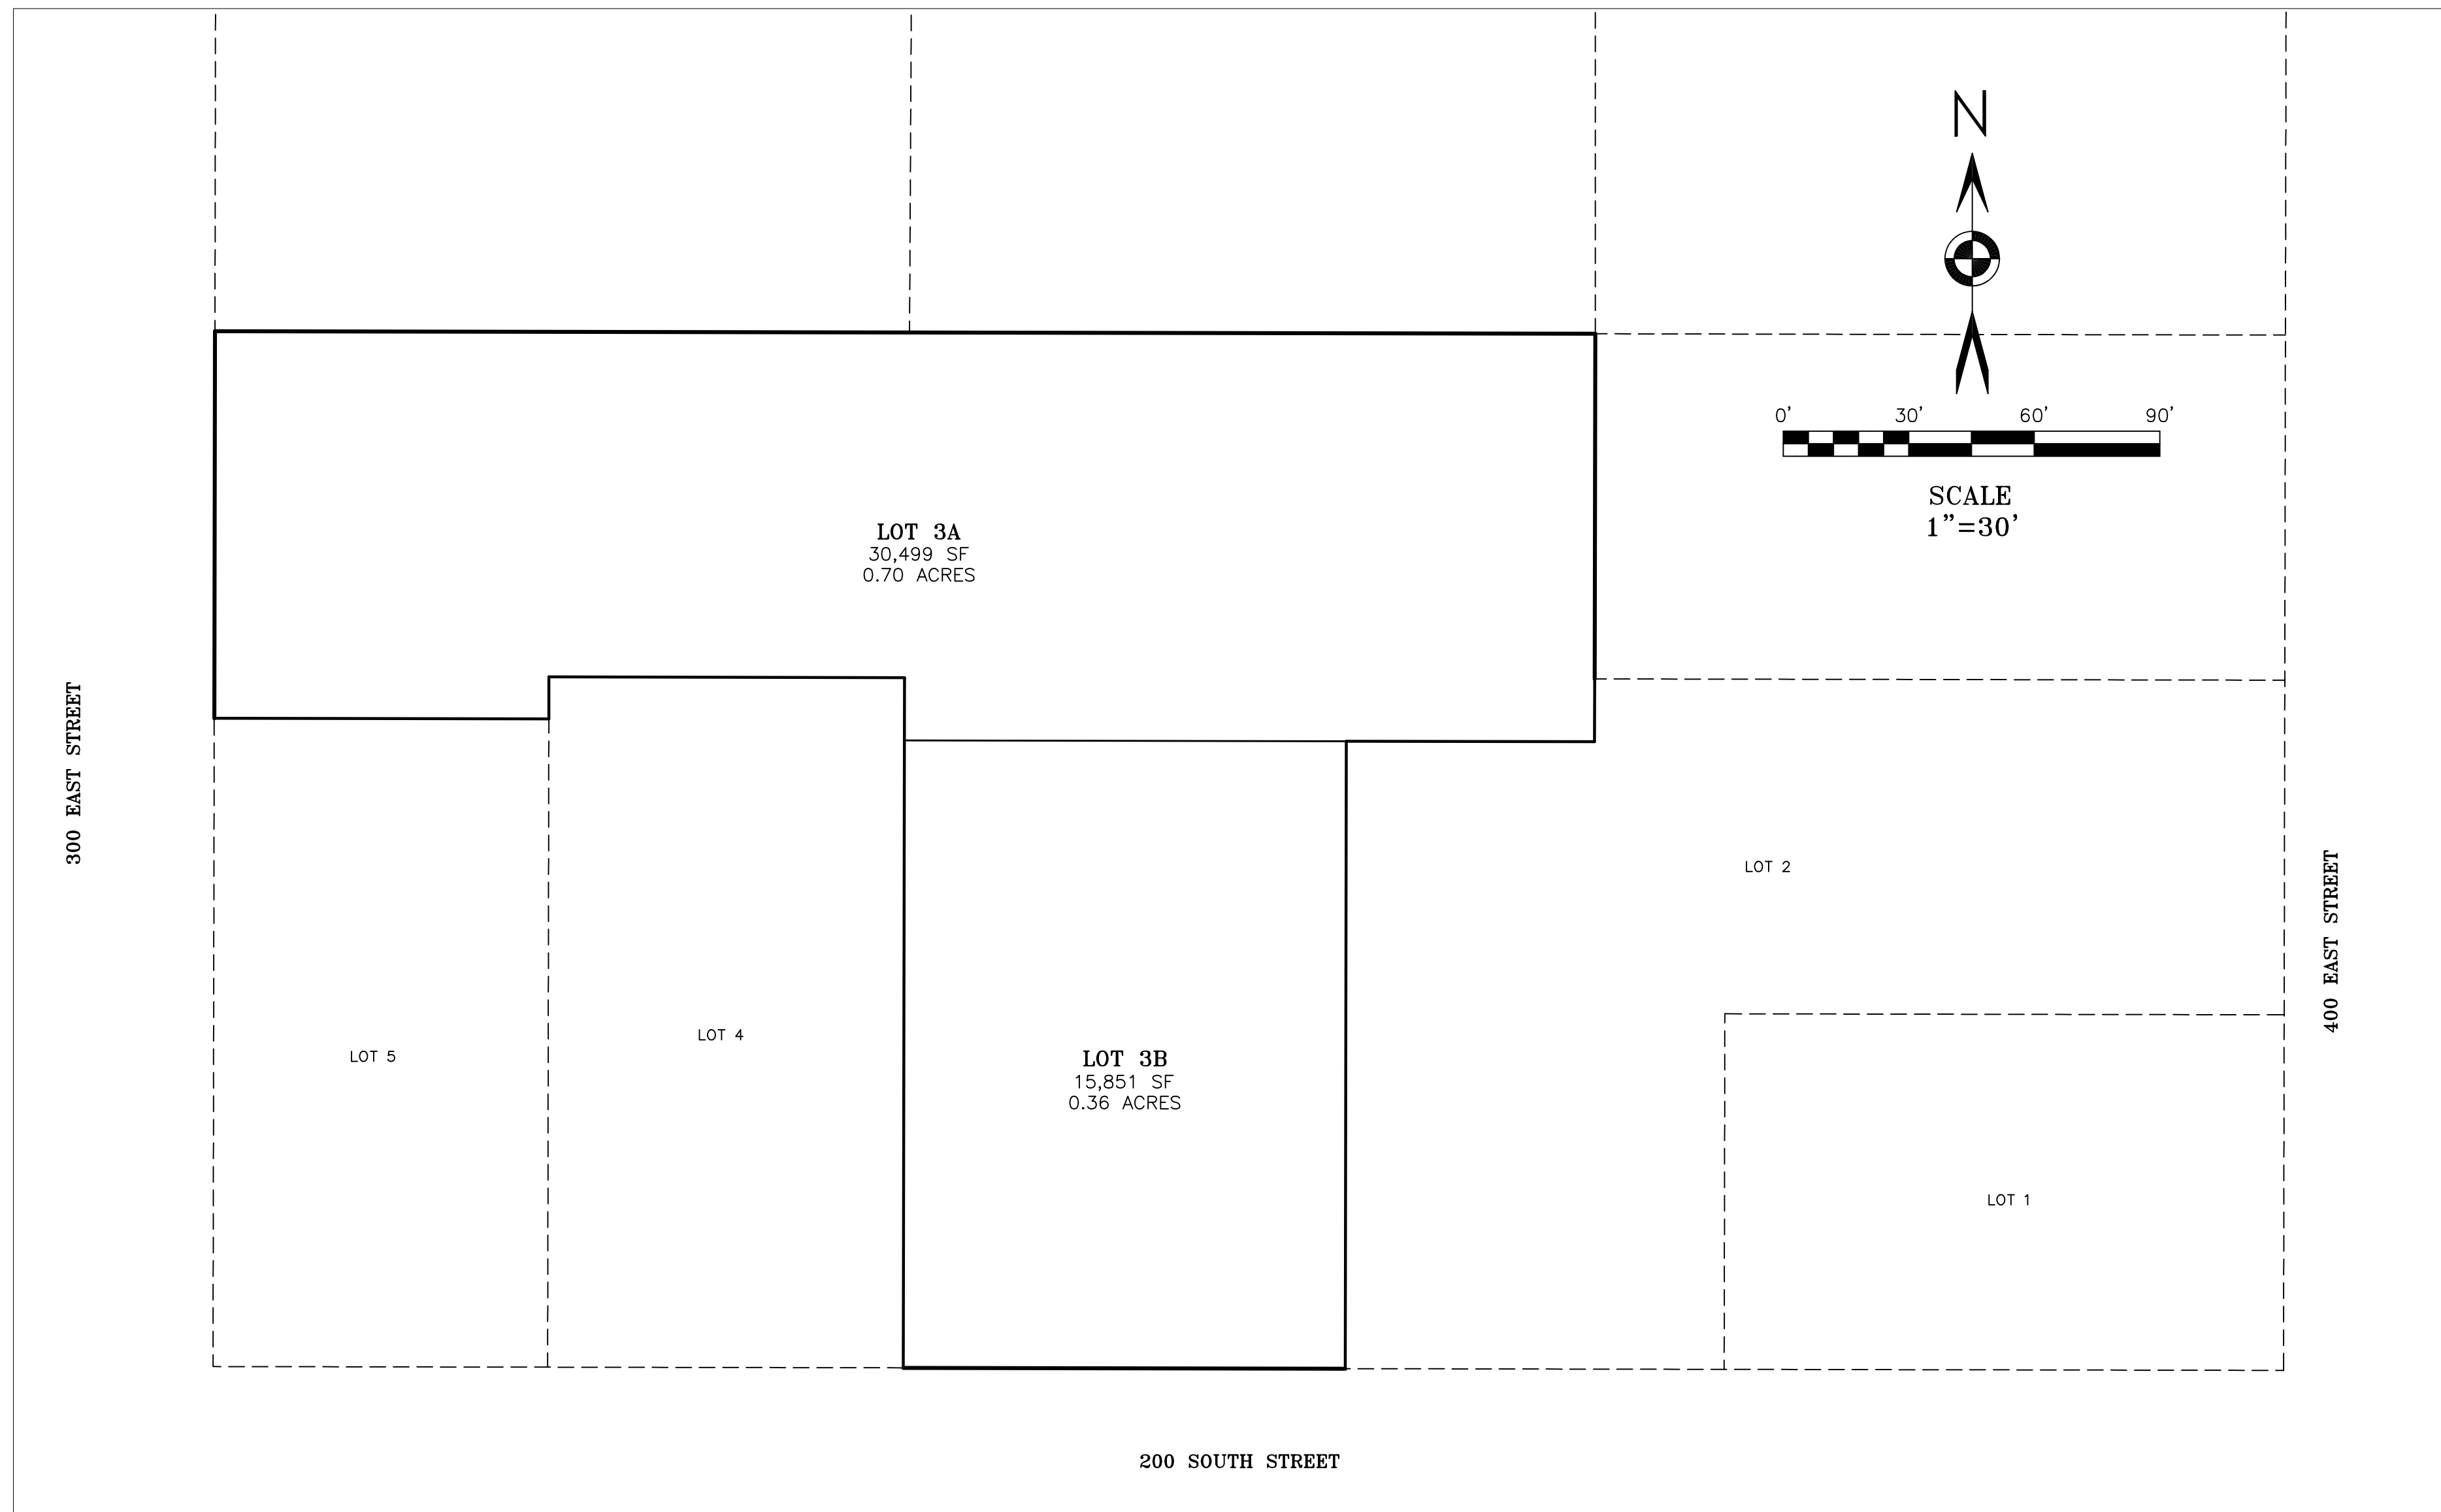 N
0' 30' 60' 90'
SCALE
1"=30'
LOT 3A
30,499 SF
0.70 ACRES
300 EAST STREET
LOT 2
400 EAST STREET
LOT 5
LOT 4
LOT 3B
15,851 SF
0.36 ACRES
LOT 1
200 SOUTH STREET